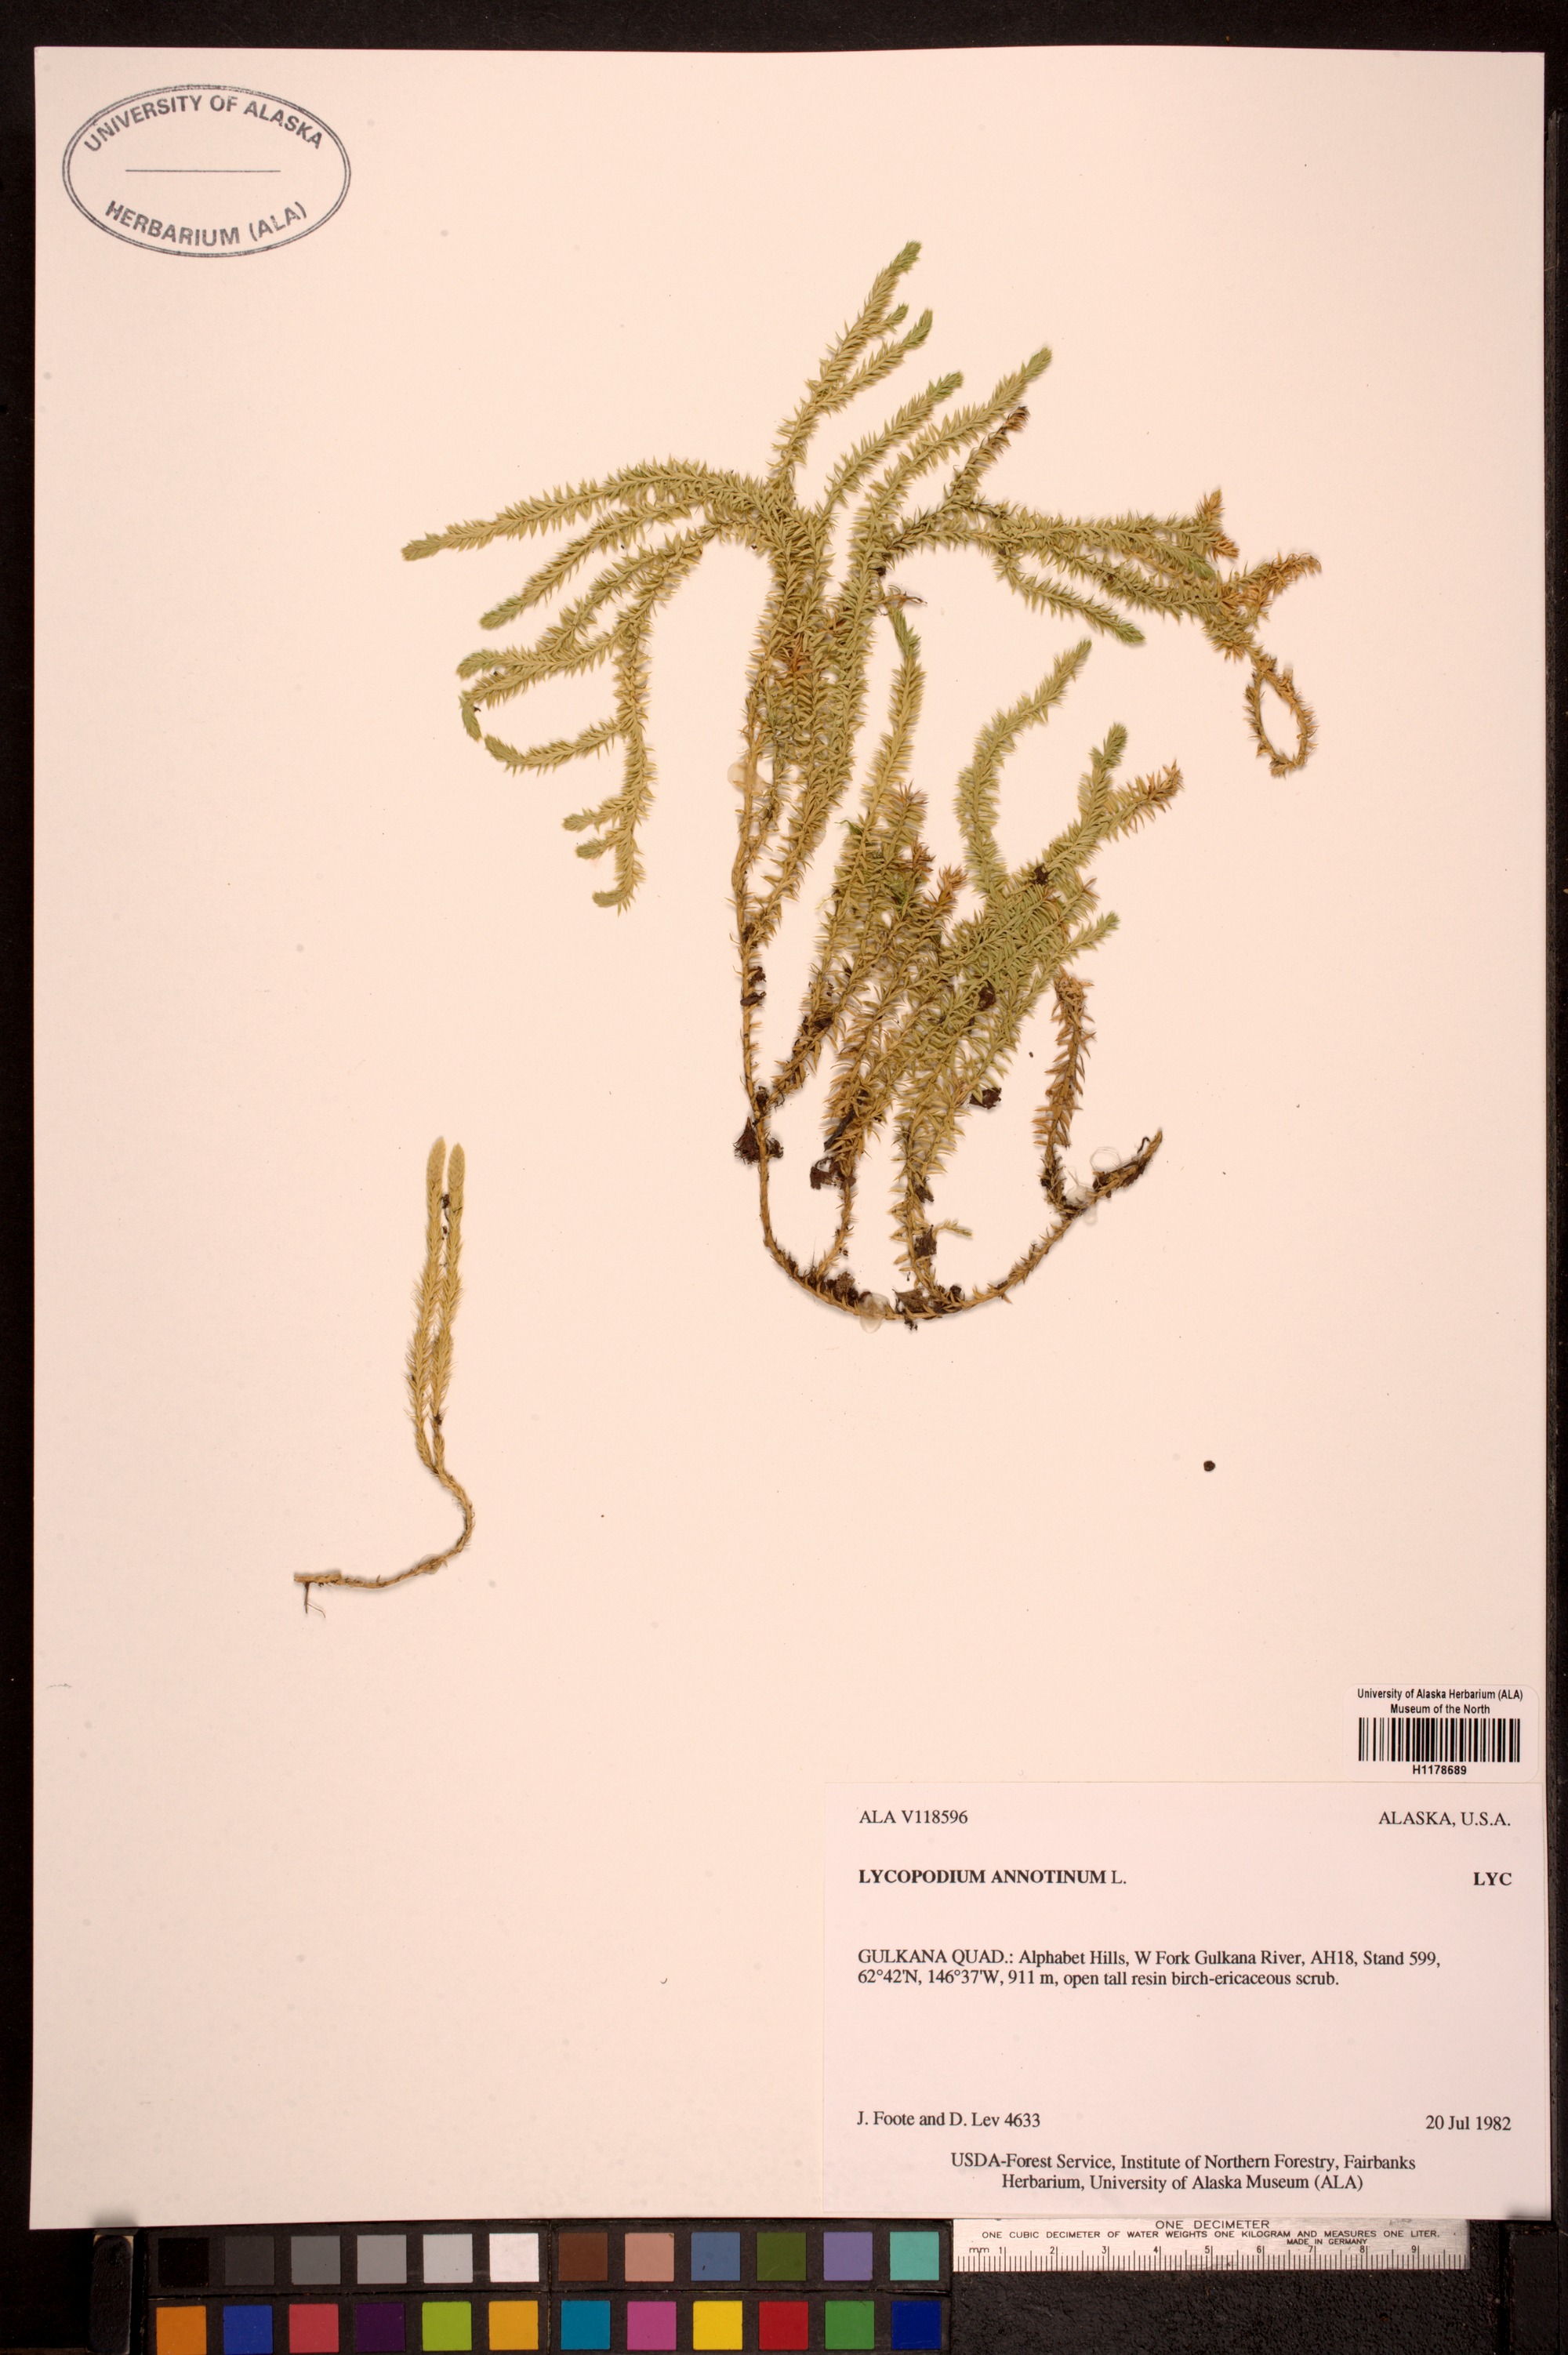 UNIVERSITY OF ALASKA
HERBARIUM (ALA)
University of Alaska Herbarium (ALA)
Museum of the North
H1178689
ALA V118596 ALASKA, U.S.A.
LYCOPODIUM ANNOTINUM L. LYC
GULKANA QUAD.: Alphabet Hills, W Fork Gulkana River, AH18, Stand 599,
62°42'N, 146°37'W, 911 m, open tall resin birch-ericaceous scrub.
J. Foote and D. Lev 4633 20 Jul 1982
USDA-Forest Service, Institute of Northern Forestry, Fairbanks
Herbarium, University of Alaska Museum (ALA)
ONE DECIMETER
ONE CUBIC DECIMETER OF WATER WEIGHTS ONE KILOGRAM AND MEASURES ONE LITER.
MADE IN GERMANY
mm 1 2 3 4 5 6 7 8 9